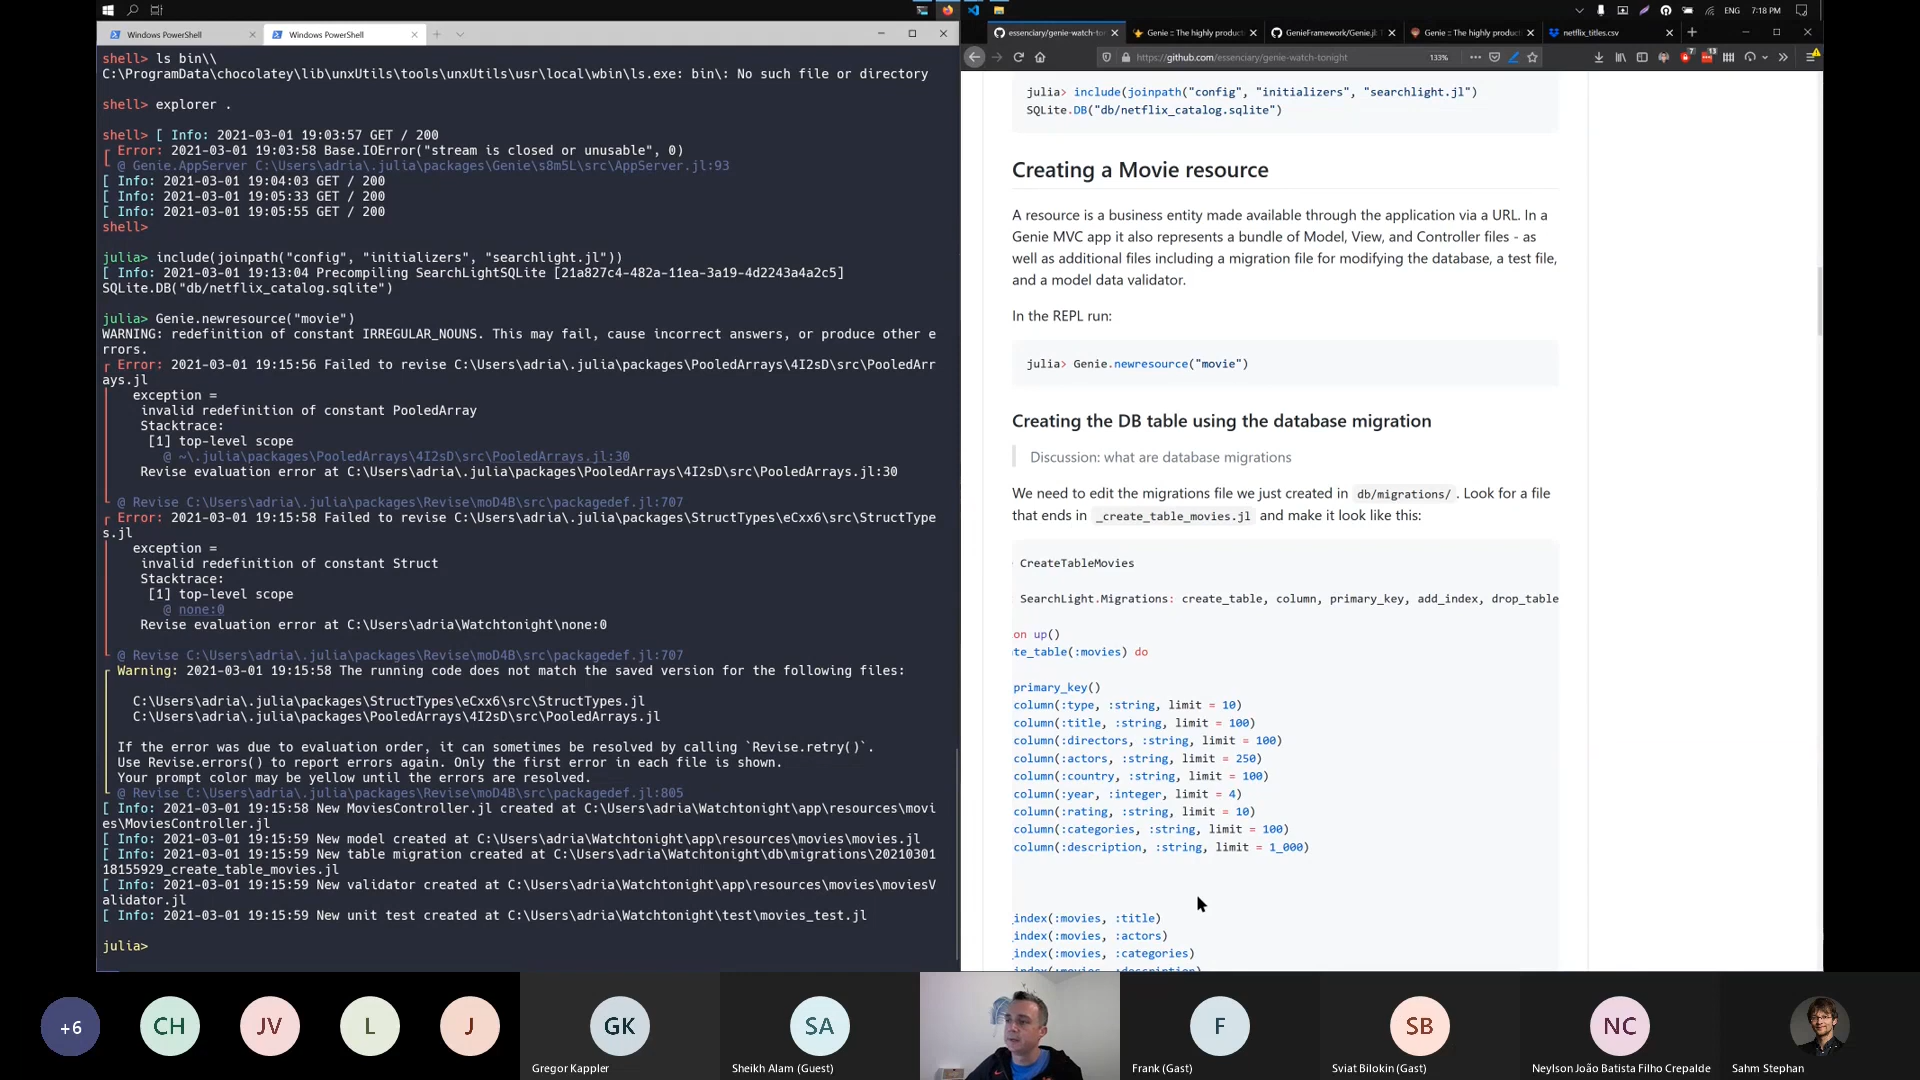 Windows PowerShell
Windows PowerShell
shell> ls bin\\
C:\ProgramData\chocolatey\lib\unxUtils\tools\unxUtils\usr\local\wbin\ls.exe: bin\: No such file or directory
shell> explorer .
shell> [ Info: 2021-03-01 19:03:57 GET / 200
Error: 2021-03-01 19:03:58 Base.IOError("stream is closed or unusable", 0)
@ Genie.AppServer C:\Users\adria\.julia\packages\Genie\s8m5L\src\AppServer.jl:93
[ Info: 2021-03-01 19:04:03 GET / 200
[ Info: 2021-03-01 19:05:33 GET / 200
[ Info: 2021-03-01 19:05:55 GET / 200
shell>
julia> include(joinpath("config", "initializers", "searchlight.jl"))
[ Info: 2021-03-01 19:13:04 Precompiling SearchLightSQLite [21a827c4-482a-11ea-3a19-4d2243a4a2c5]
SQLite.DB("db/netflix_catalog.sqlite")
julia> Genie.newresource("movie")
WARNING: redefinition of constant IRREGULAR_NOUNS. This may fail, cause incorrect answers, or produce other e
rrors.
Error: 2021-03-01 19:15:56 Failed to revise C:\Users\adria\.julia\packages\PooledArrays\4I2sD\src\PooledArr
ays.jl
exception =
invalid redefinition of constant PooledArray
Stacktrace:
[1] top-level scope
@ ~\.julia\packages\PooledArrays\4I2sD\src\PooledArrays.jl:30
Revise evaluation error at C:\Users\adria\.julia\packages\PooledArrays\4I2sD\src\PooledArrays.jl:30
@ Revise C:\Users\adria\.julia\packages\Revise\moD4B\src\packagedef.jl:707
Error: 2021-03-01 19:15:58 Failed to revise C:\Users\adria\.julia\packages\StructTypes\eCxx6\src\StructType
s.jl
exception =
invalid redefinition of constant Struct
Stacktrace:
[1] top-level scope
@ none:0
Revise evaluation error at C:\Users\adria\Watchtonight\none:0
@ Revise C:\Users\adria\.julia\packages\Revise\moD4B\src\packagedef.jl:707
Warning: 2021-03-01 19:15:58 The running code does not match the saved version for the following files:
C:\Users\adria\.julia\packages\StructTypes\eCxx6\src\StructTypes.jl
C:\Users\adria\.julia\packages\PooledArrays\4I2sD\src\PooledArrays.jl
If the error was due to evaluation order, it can sometimes be resolved by calling `Revise.retry()`.
Use Revise.errors() to report errors again. Only the first error in each file is shown.
Your prompt color may be yellow until the errors are resolved.
@ Revise C:\Users\adria\.julia\packages\Revise\moD4B\src\packagedef.jl:805
[ Info: 2021-03-01 19:15:58 New MoviesController.jl created at C:\Users\adria\Watchtonight\app\resources\movi
es\MoviesController.jl
[ Info: 2021-03-01 19:15:59 New model created at C:\Users\adria\Watchtonight\app\resources\movies\movies.jl
[ Info: 2021-03-01 19:15:59 New table migration created at C:\Users\adria\Watchtonight\db\migrations\20210301
18155929_create_table_movies.jl
[ Info: 2021-03-01 19:15:59 New validator created at C:\Users\adria\Watchtonight\app\resources\movies\moviesV
alidator.jl
[ Info: 2021-03-01 19:15:59 New unit test created at C:\Users\adria\Watchtonight\test\movies_test.jl
julia>
ENG 7:18 PM
essenciary/genie-watch-to
Genie :: The highly product
GenieFramework/Genie.jl: T
Genie :: The highly product
netflix_titles.csv
https://github.com/essenciary/genie-watch-tonight
133%
julia> include(joinpath("config", "initializers", "searchlight.jl")
SQLite.DB("db/netflix_catalog.sqlite")
Creating a Movie resource
A resource is a business entity made available through the application via a URL. In a
Genie MVC app it also represents a bundle of Model, View, and Controller files - as
well as additional files including a migration file for modifying the database, a test file,
and a model data validator.
In the REPL run:
julia> Genie.newresource("movie")
Creating the DB table using the database migration
Discussion: what are database migrations
We need to edit the migrations file we just created in db/migrations/ . Look for a file
that ends in _create_table_movies.jl and make it look like this:
CreateTableMovies
SearchLight.Migrations: create_table, column, primary_key, add_index, drop_table
on up()
te_table(:movies) do
primary_key()
column(:type, :string, limit = 10)
column(:title, :string, limit = 100)
column(:directors, :string, limit = 100)
column(:actors, :string, limit = 250)
column(:country, :string, limit = 100)
column(:year, :integer, limit = 4)
column(:rating, :string, limit = 10)
column(:categories, :string, limit = 100)
column(:description, :string, limit = 1_000)
_index(:movies, :title)
_index(:movies, :actors)
_index(:movies, :categories)
_index(:movies, :description)
+6
CH
JV
L
J
GK
Gregor Kappler
SA
Sheikh Alam (Guest)
F
Frank (Gast)
SB
Sviat Bilokin (Gast)
NC
Neylson João Batista Filho Crepalde
Sahm Stephan